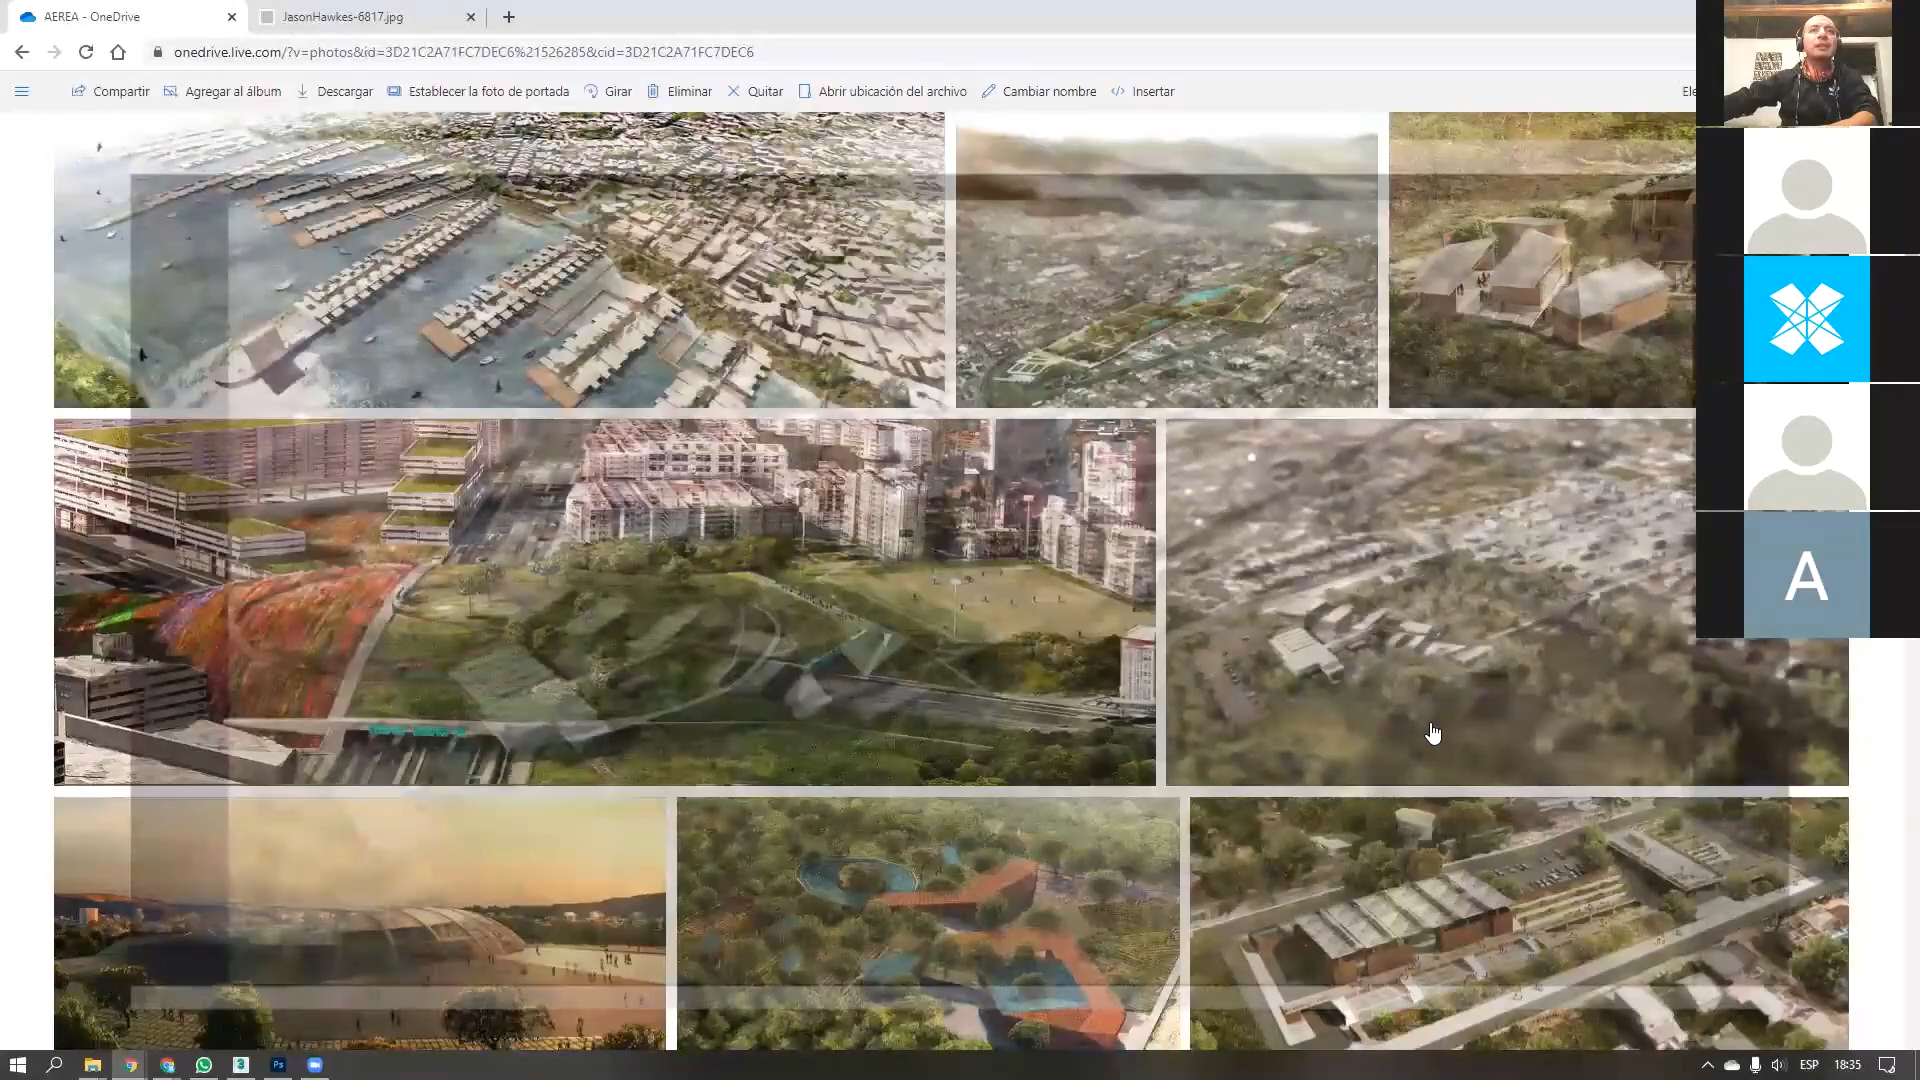 AEREA - OneDrive
JasonHawkes-6817.jpg
onedrive.live.com/?v=photos&id=3D21C2A71FC7DEC6%21526285&cid=3D21C2A71FC7DEC6
Compartir Agregar al álbum Descargar Establecer la foto de portada Girar Eliminar Quitar Abrir ubicación del archivo Cambiar nombre Insertar Ele
A
ESP 18:35